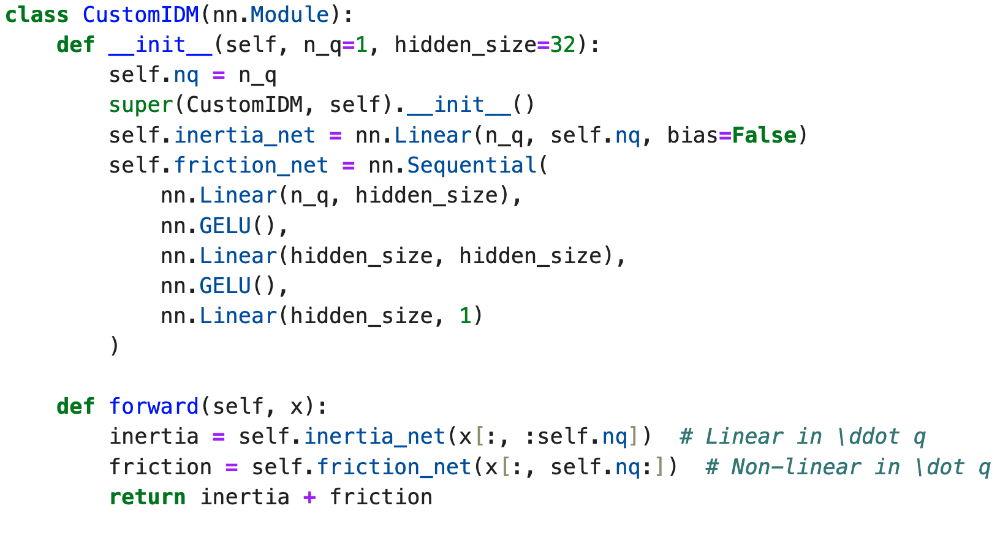 class CustomIDM(nn.Module):
    def __init__(self, n_q=1, hidden_size=32):
        self.nq = n_q
        super(CustomIDM, self).__init__()
        self.inertia_net = nn.Linear(n_q, self.nq, bias=False)
        self.friction_net = nn.Sequential(
            nn.Linear(n_q, hidden_size),
            nn.GELU(),
            nn.Linear(hidden_size, hidden_size),
            nn.GELU(),
            nn.Linear(hidden_size, 1)
        )

    def forward(self, x):
        inertia = self.inertia_net(x[:, :self.nq])  # Linear in \ddot q
        friction = self.friction_net(x[:, self.nq:])  # Non-linear in \dot q
        return inertia + friction